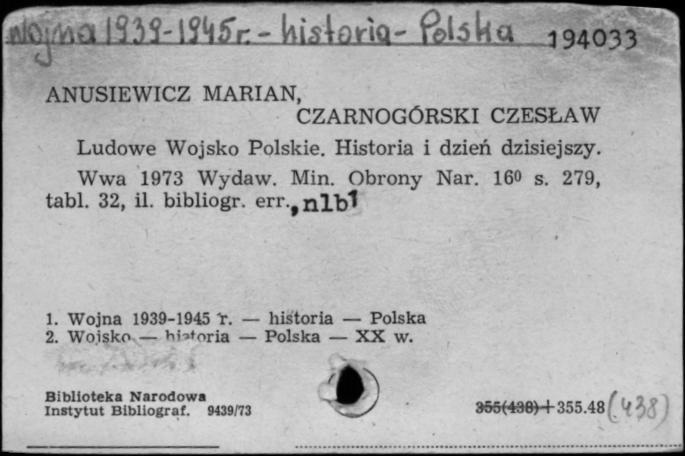 Wojna 1939-1945r. - historia - Polska 194033
ANUSIEWICZ MARIAN,
CZARNOGÓRSKI CZESŁAW
Ludowe Wojsko Polskie. Historia i dzień dzisiejszy.
Wwa 1973 Wydaw. Min. Obrony Nar. 16⁰ s. 279,
tabl. 32, il. bibliogr. err., nlb1
1. Wojna 1939-1945 r. — historia — Polska
2. Wojsko — historia — Polska — XX w.
Biblioteka Narodowa
Instytut Bibliograf. 9439/73
355(438)+355.48(438)